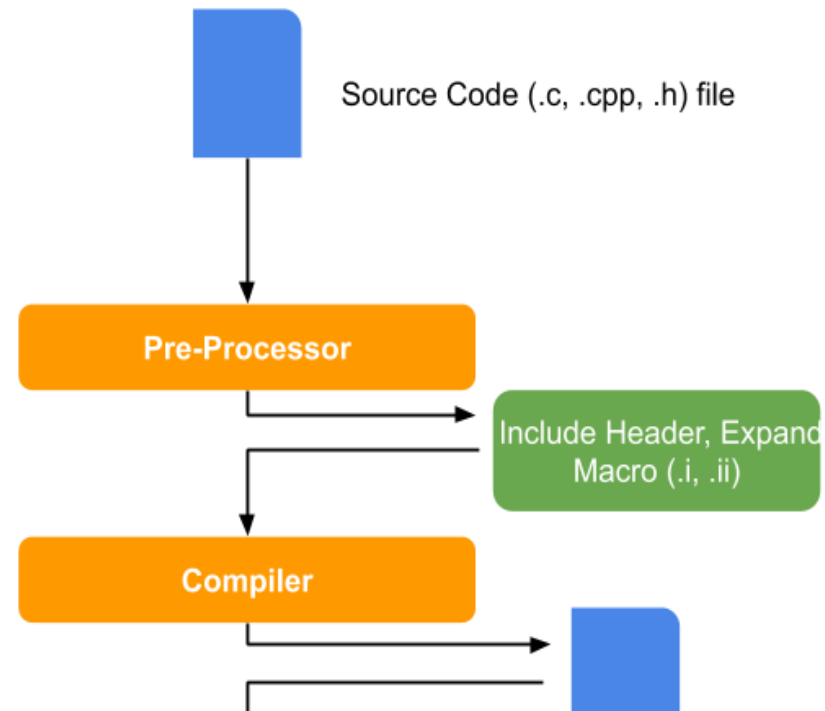 Source Code (.c, .cpp, .h) file
Pre-Processor
Include Header, Expand
Macro (.i, .ii)
Compiler